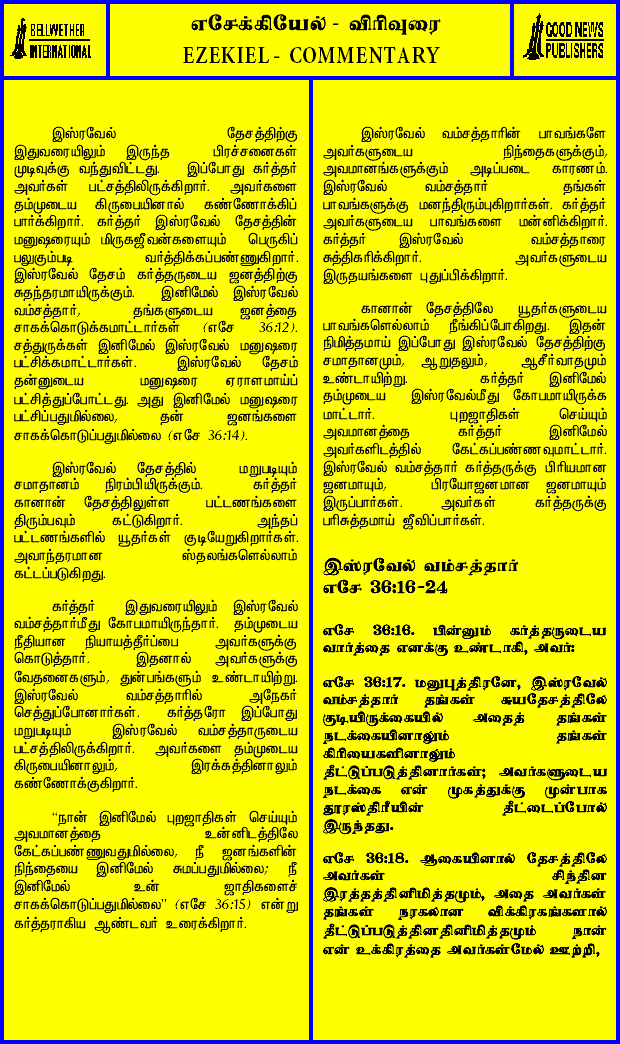 BELLWETHER
INTERNATIONAL
எசேக்கியேல் - விரிவுரை
EZEKIEL - COMMENTARY
GOOD NEWS
PUBLISHERS
இஸ்ரவேல் தேசத்திற்கு
இதுவரையிலும் இருந்த பிரச்சனைகள்
முடிவுக்கு வந்துவிட்டது. இப்போது கர்த்தர்
அவர்கள் பட்சத்திலிருக்கிறார். அவர்களை
தம்முடைய கிருபையினால் கண்ணோக்கிப்
பார்க்கிறார். கர்த்தர் இஸ்ரவேல் தேசத்தின்
மனுஷரையும் மிருகஜீவன்களையும் பெருகிப்
பலுகும்படி வர்த்திக்கப்பண்ணுகிறார்.
இஸ்ரவேல் தேசம் கர்த்தருடைய ஜனத்திற்கு
சுதந்தரமாயிருக்கும். இனிமேல் இஸ்ரவேல்
வம்சத்தார், தங்களுடைய ஜனத்தை
சாகக்கொடுக்கமாட்டார்கள் (எசே 36:12).
சத்துருக்கள் இனிமேல் இஸ்ரவேல் மனுஷரை
பட்சிக்கமாட்டார்கள். இஸ்ரவேல் தேசம்
தன்னுடைய மனுஷரை ஏராளமாய்ப்
பட்சித்துப்போட்டது. அது இனிமேல் மனுஷரை
பட்சிப்பதுமில்லை, தன் ஜனங்களை
சாகக்கொடுப்பதுமில்லை (எசே 36:14).
இஸ்ரவேல் தேசத்தில் மறுபடியும்
சமாதானம் நிரம்பியிருக்கும். கர்த்தர்
கானான் தேசத்திலுள்ள பட்டணங்களை
திரும்பவும் கட்டுகிறார். அந்தப்
பட்டணங்களில் யூதர்கள் குடியேறுகிறார்கள்.
அவாந்தரமான ஸ்தலங்களெல்லாம்
கட்டப்படுகிறது.
கர்த்தர் இதுவரையிலும் இஸ்ரவேல்
வம்சத்தார்மீது கோபமாயிருந்தார். தம்முடைய
நீதியான நியாயத்தீர்ப்பை அவர்களுக்கு
கொடுத்தார். இதனால் அவர்களுக்கு
வேதனைகளும், துன்பங்களும் உண்டாயிற்று.
இஸ்ரவேல் வம்சத்தாரில் அநேகர்
செத்துப்போனார்கள். கர்த்தரோ இப்போது
மறுபடியும் இஸ்ரவேல் வம்சத்தாருடைய
பட்சத்திலிருக்கிறார். அவர்களை தம்முடைய
கிருபையினாலும், இரக்கத்தினாலும்
கண்ணோக்குகிறார்.
“நான் இனிமேல் புறஜாதிகள் செய்யும்
அவமானத்தை உன்னிடத்திலே
கேட்கப்பண்ணுவதுமில்லை, நீ ஜனங்களின்
நிந்தையை இனிமேல் சுமப்பதுமில்லை; நீ
இனிமேல் உன் ஜாதிகளைச்
சாகக்கொடுப்பதுமில்லை” (எசே 36:15) என்று
கர்த்தராகிய ஆண்டவர் உரைக்கிறார்.
இஸ்ரவேல் வம்சத்தாரின் பாவங்களே
அவர்களுடைய நிந்தைகளுக்கும்,
அவமானங்களுக்கும் அடிப்படை காரணம்.
இஸ்ரவேல் வம்சத்தார் தங்கள்
பாவங்களுக்கு மனந்திரும்புகிறார்கள். கர்த்தர்
அவர்களுடைய பாவங்களை மன்னிக்கிறார்.
கர்த்தர் இஸ்ரவேல் வம்சத்தாரை
சுத்திகரிக்கிறார். அவர்களுடைய
இருதயங்களை புதுப்பிக்கிறார்.
கானான் தேசத்திலே யூதர்களுடைய
பாவங்களெல்லாம் நீங்கிப்போகிறது. இதன்
நிமித்தமாய் இப்போது இஸ்ரவேல் தேசத்திற்கு
சமாதானமும், ஆறுதலும், ஆசீர்வாதமும்
உண்டாயிற்று. கர்த்தர் இனிமேல்
தம்முடைய இஸ்ரவேல்மீது கோபமாயிருக்க
மாட்டார். புறஜாதிகள் செய்யும்
அவமானத்தை கர்த்தர் இனிமேல்
அவர்களிடத்தில் கேட்கப்பண்ணவுமாட்டார்.
இஸ்ரவேல் வம்சத்தார் கர்த்தருக்கு பிரியமான
ஜனமாயும், பிரயோஜனமான ஜனமாயும்
இருப்பார்கள். அவர்கள் கர்த்தருக்கு
பரிசுத்தமாய் ஜீவிப்பார்கள்.
இஸ்ரவேல் வம்சத்தார்
எசே 36:16-24
எசே 36:16. பின்னும் கர்த்தருடைய
வார்த்தை எனக்கு உண்டாகி, அவர்:
எசே 36:17. மனுபுத்திரனே, இஸ்ரவேல்
வம்சத்தார் தங்கள் சுயதேசத்திலே
குடியிருக்கையில் அதைத் தங்கள்
நடக்கையினாலும் தங்கள்
கிரியைகளினாலும்
தீட்டுப்படுத்தினார்கள்; அவர்களுடைய
நடக்கை என் முகத்துக்கு முன்பாக
தூரஸ்திரீயின் தீட்டைப்போல்
இருந்தது.
எசே 36:18. ஆகையினால் தேசத்திலே
அவர்கள் சிந்தின
இரத்தத்தினிமித்தமும், அதை அவர்கள்
தங்கள் நரகலான விக்கிரகங்களால்
தீட்டுப்படுத்தினதினிமித்தமும் நான்
என் உக்கிரத்தை அவர்கள்மேல் ஊற்றி,